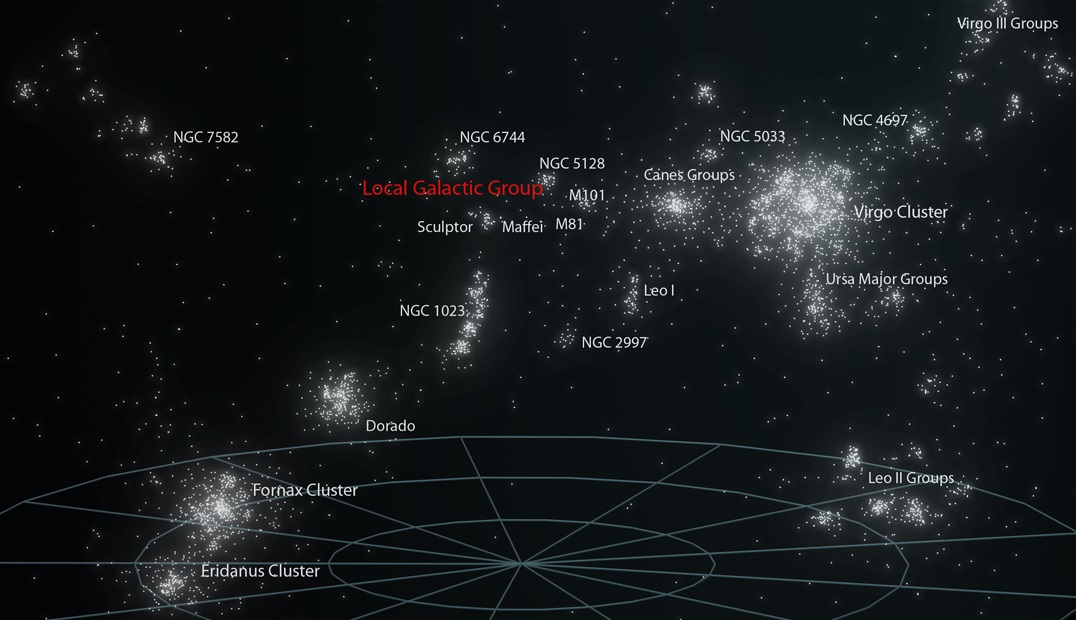 Virgo III Groups
NGC 4697
NGC 7582
NGC 6744
NGC 5033
NGC 5128
Canes Groups
Local Galactic Group
M101
Virgo Cluster
Sculptor
Maffei
M81
Ursa Major Groups
Leo I
NGC 1023
NGC 2997
Dorado
Leo II Groups
Fornax Cluster
Eridanus Cluster